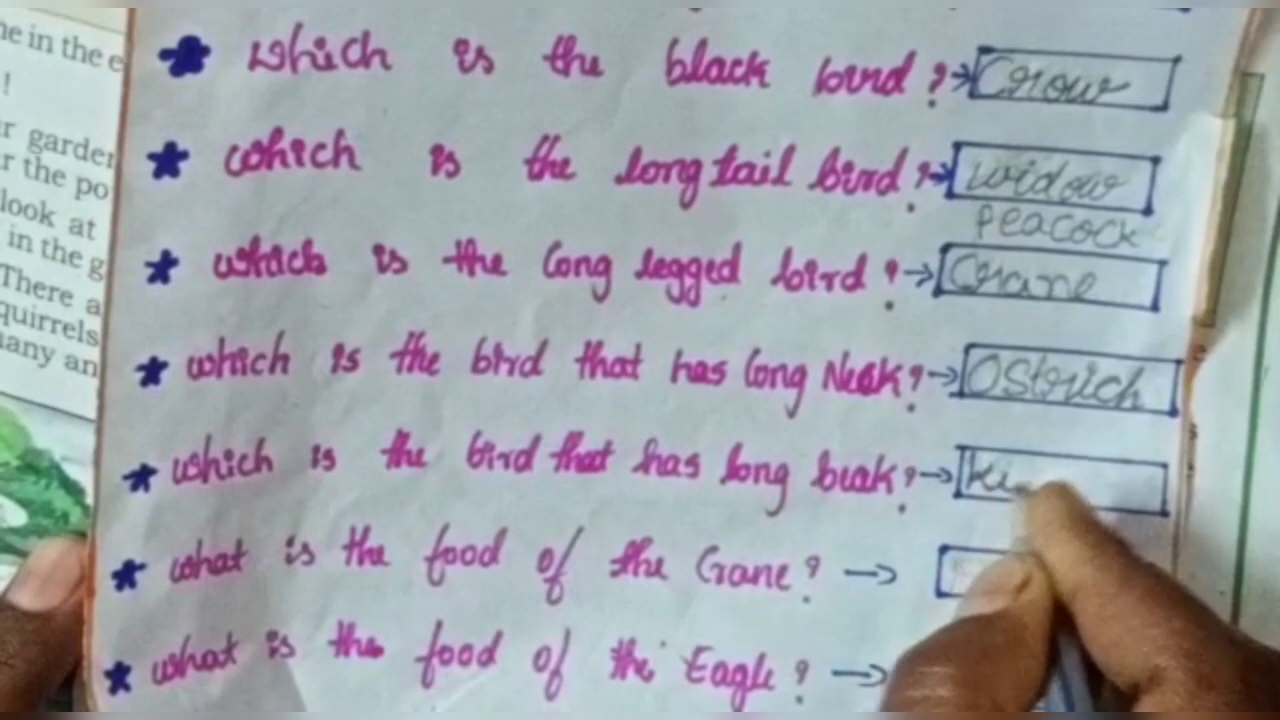 ne in the e
!
r garden
r the po
look at
in the g
There a
quirrels
any an
which is the black bird? → Crow
which is the long tail bird? → widow
Peacock
which is the long legged bird? → Crane
which is the bird that has long Neak? → Ostrich
which is the bird that has long beak? → Ki
what is the food of the Crane? →
what is the food of the Eagle? →